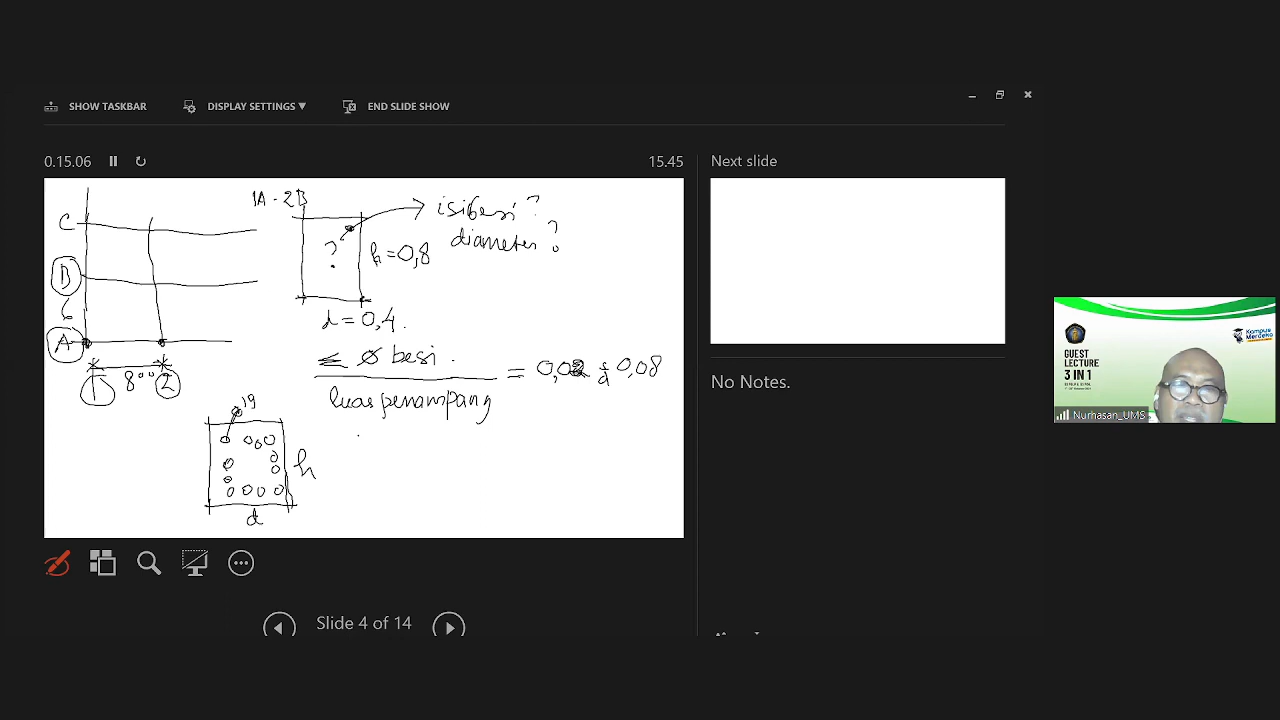 SHOW TASKBAR
DISPLAY SETTINGS ▼
END SLIDE SHOW
0.15.06
15.45
Next slide
C
B
6
A
1
800
2
1A - 2B
?
h = 0,8
d = 0,4.
isi besi ?
diameter ?
≤ ∅ besi .
luas penampang
= 0,02 s/d 0,08
19
h
d
No Notes.
Slide 4 of 14
GUEST
LECTURE
3 IN 1
Kampus
Merdeka
Nurhasan_UMS